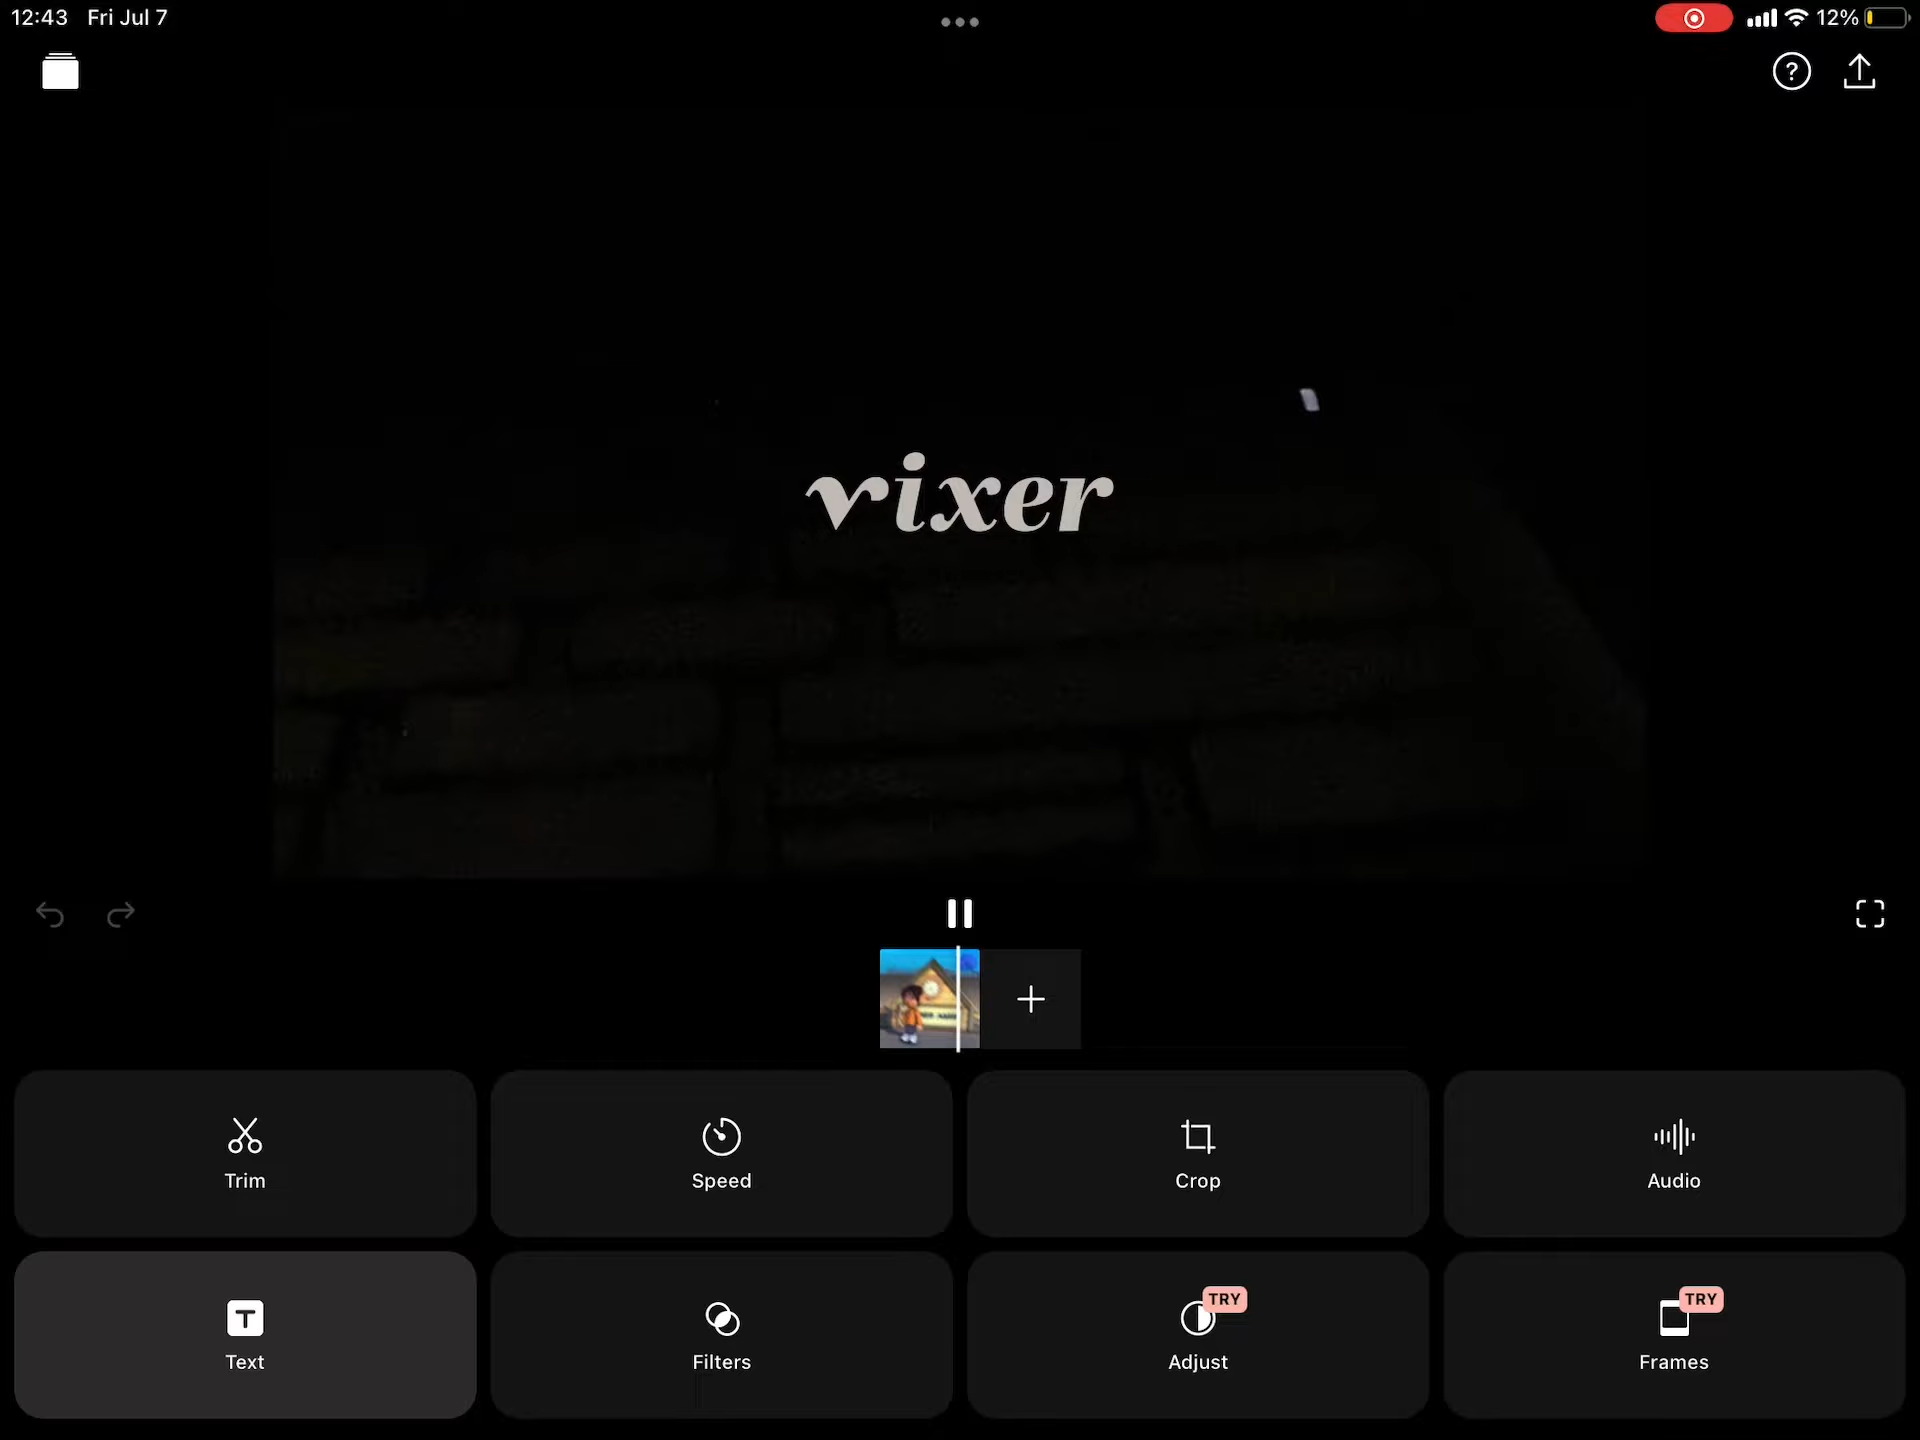 12:43 Fri Jul 7
12%
vixer
Trim
Speed
Crop
Audio
T
Text
Filters
TRY
Adjust
TRY
Frames